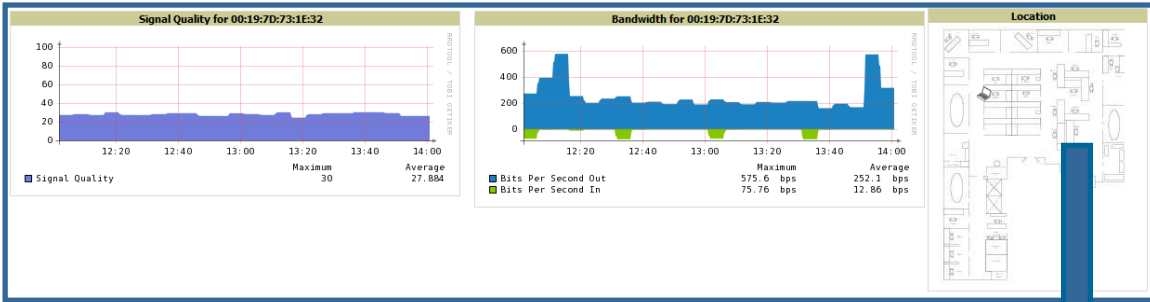 Signal Quality for 00:19:7D:73:1E:32
100
80
60
40
20
0
12:20 12:40 13:00 13:20 13:40 14:00
Maximum Average
Signal Quality 30 27.884
RRDTOOL / TOBI OETIKER
Bandwidth for 00:19:7D:73:1E:32
600
400
200
0
12:20 12:40 13:00 13:20 13:40 14:00
Maximum Average
Bits Per Second Out 575.6 bps 252.1 bps
Bits Per Second In 75.76 bps 12.86 bps
RRDTOOL / TOBI OETIKER
Location